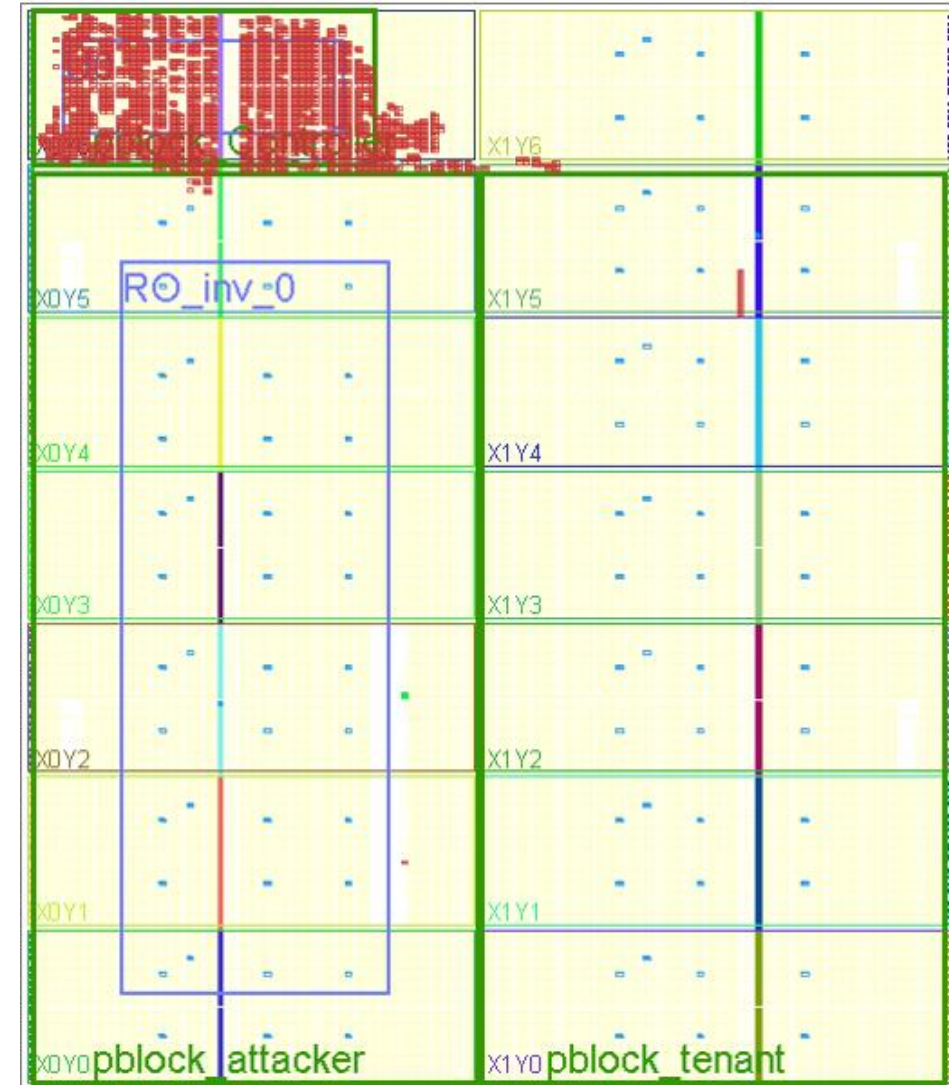 X1Y6
X0Y5
RO_inv_0
X1Y5
X0Y4
X1Y4
X0Y3
X1Y3
X0Y2
X1Y2
X0Y1
X1Y1
X0Y0
pblock_attacker
X1Y0
pblock_tenant